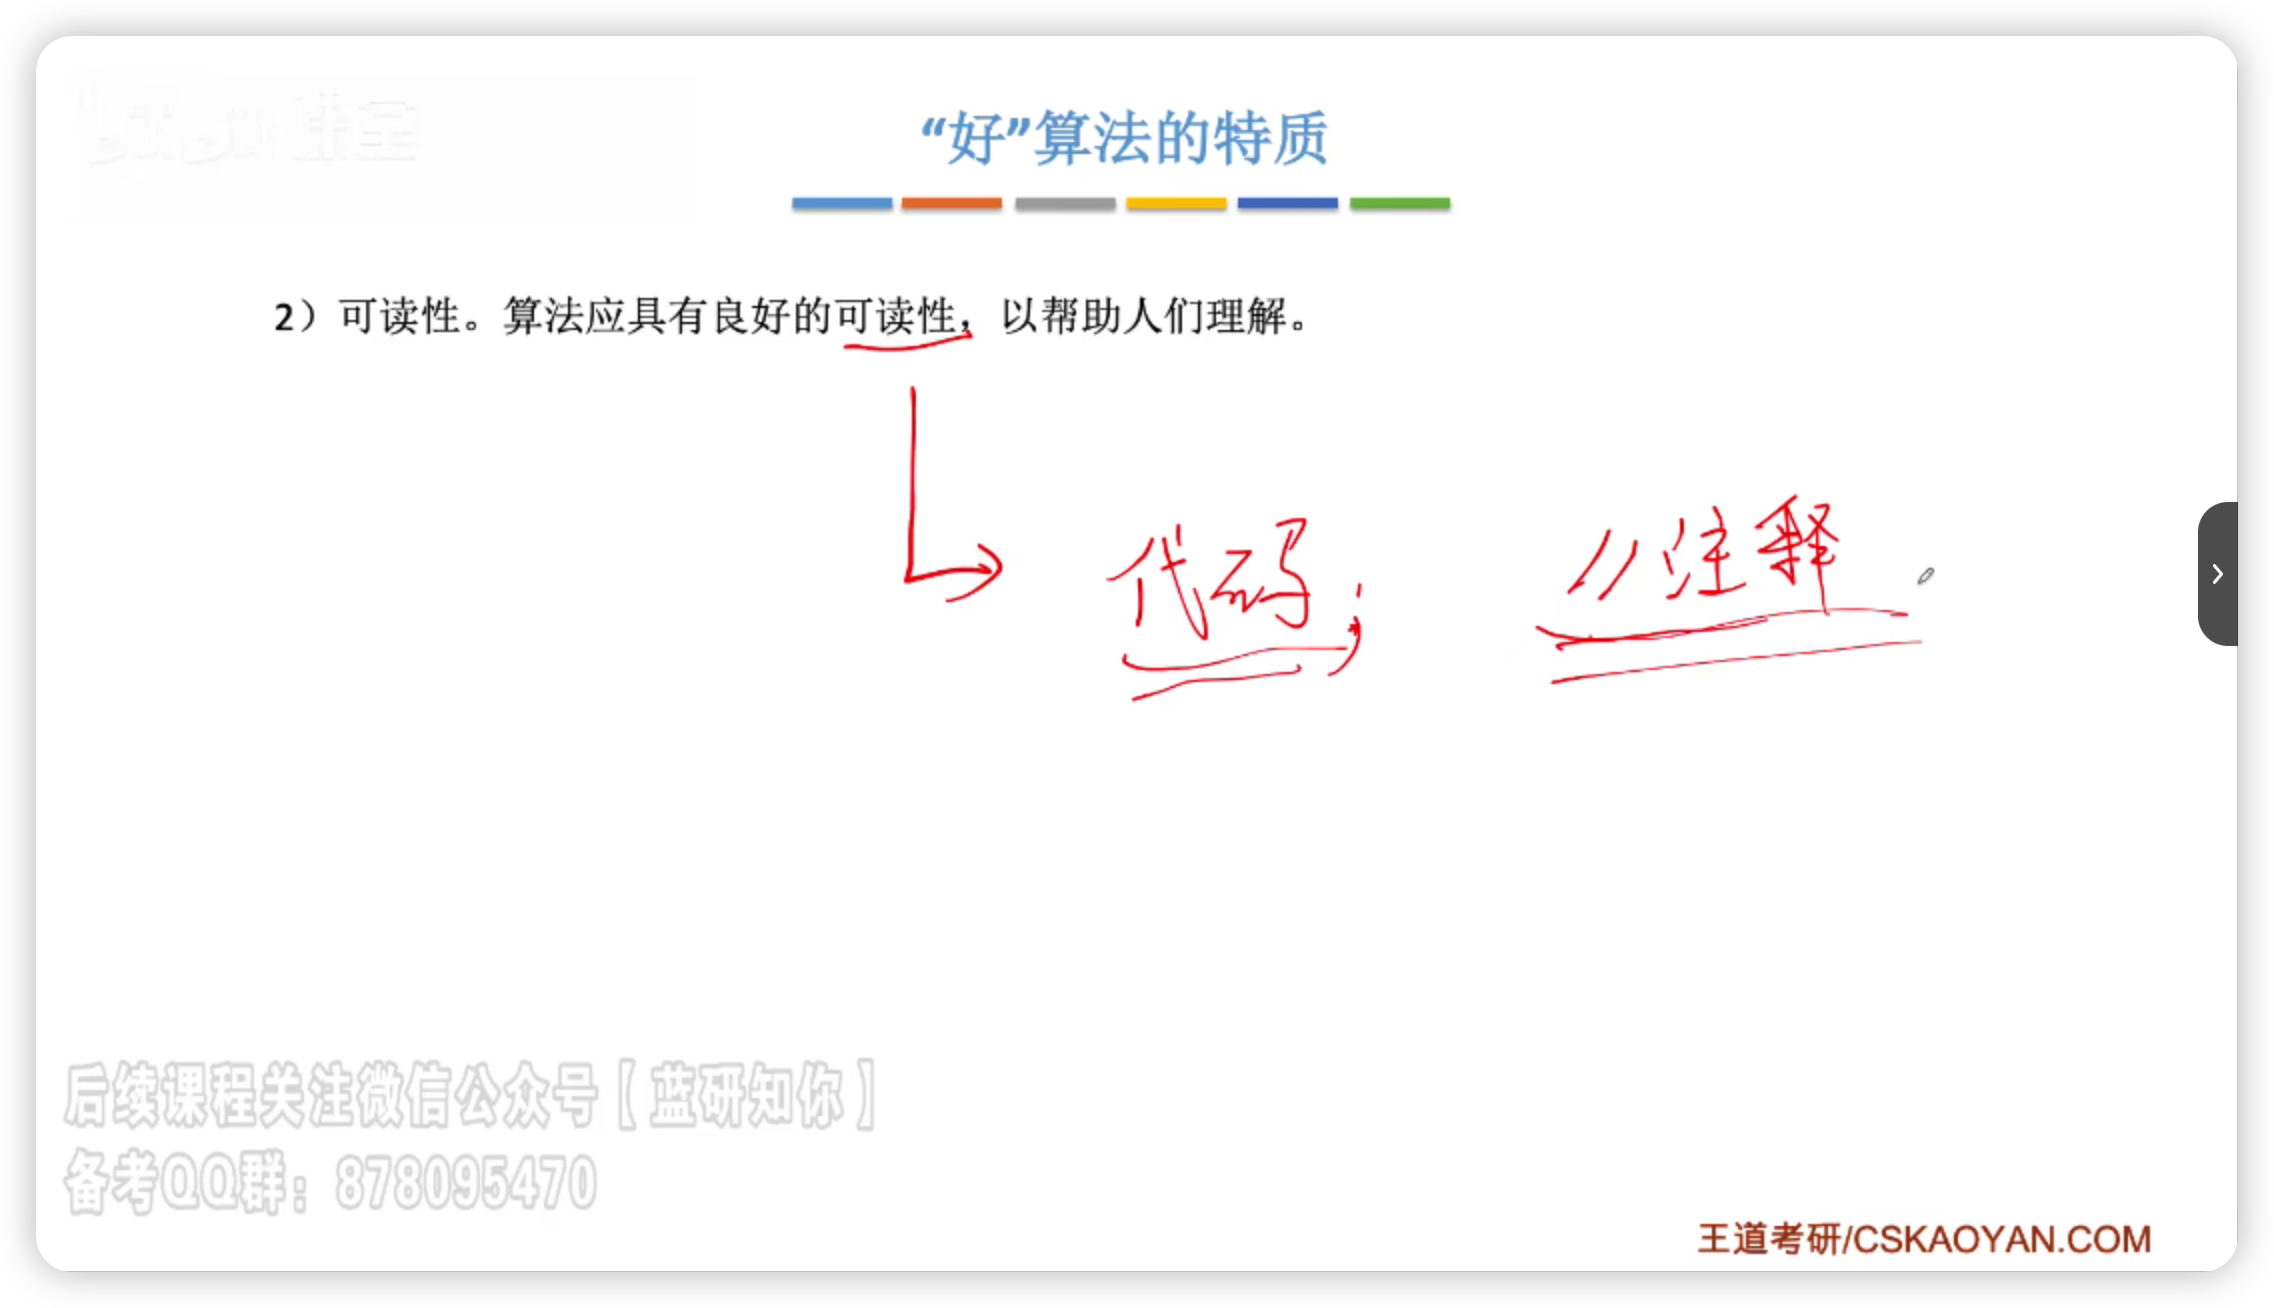 “好”算法的特质
2）可读性。算法应具有良好的可读性，以帮助人们理解。
代码; //注释
后续课程关注微信公众号【蓝研知你】
备考QQ群：878095470
王道考研/CSKAOYAN.COM